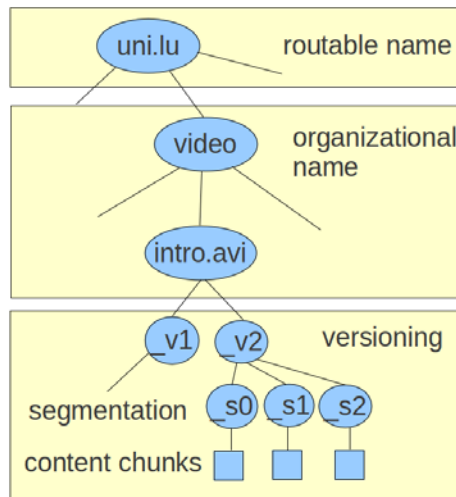 uni.lu
routable name
video
organizational
name
intro.avi
_v1
_v2
versioning
segmentation
_s0
_s1
_s2
content chunks